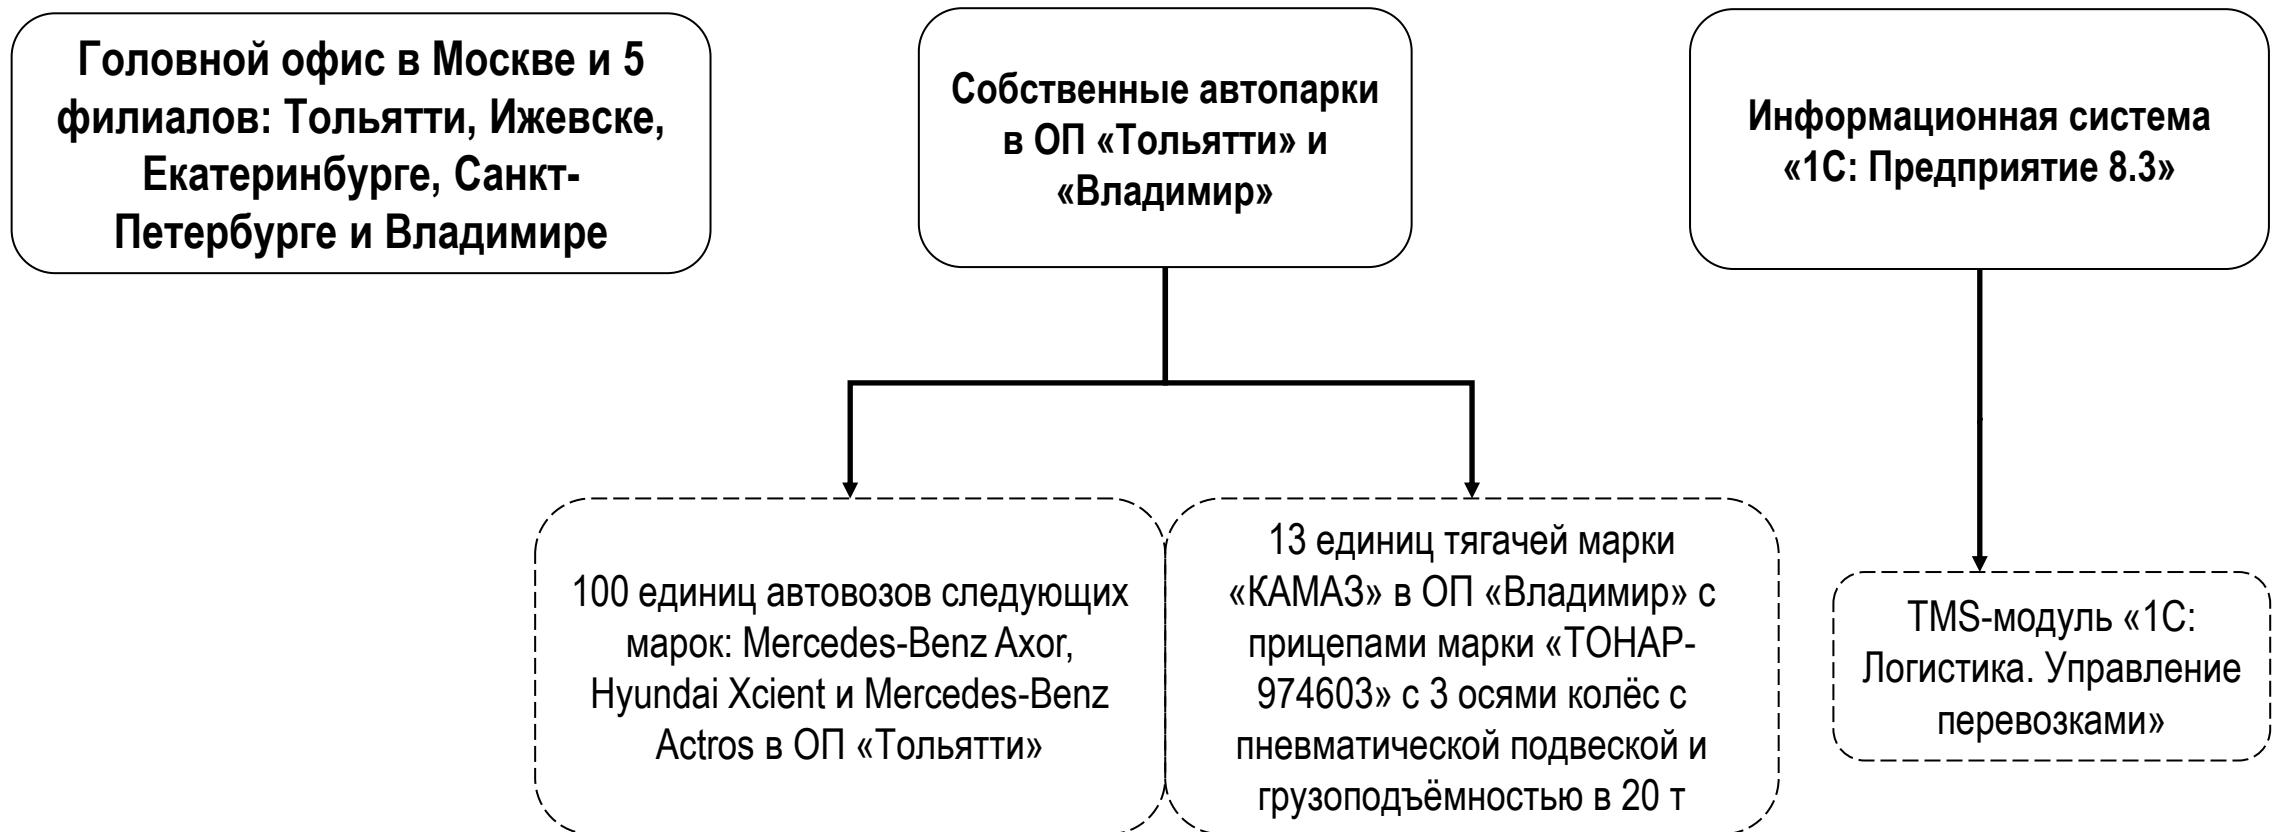 Головной офис в Москве и 5
филиалов: Тольятти, Ижевске,
Екатеринбурге, Санкт-
Петербурге и Владимире
Собственные автопарки
в ОП «Тольятти» и
«Владимир»
Информационная система
«1С: Предприятие 8.3»
100 единиц автовозов следующих
марок: Mercedes-Benz Axor,
Hyundai Xcient и Mercedes-Benz
Actros в ОП «Тольятти»
13 единиц тягачей марки
«КАМАЗ» в ОП «Владимир» с
прицепами марки «ТОНАР-
974603» с 3 осями колёс с
пневматической подвеской и
грузоподъёмностью в 20 т
TMS-модуль «1С:
Логистика. Управление
перевозками»